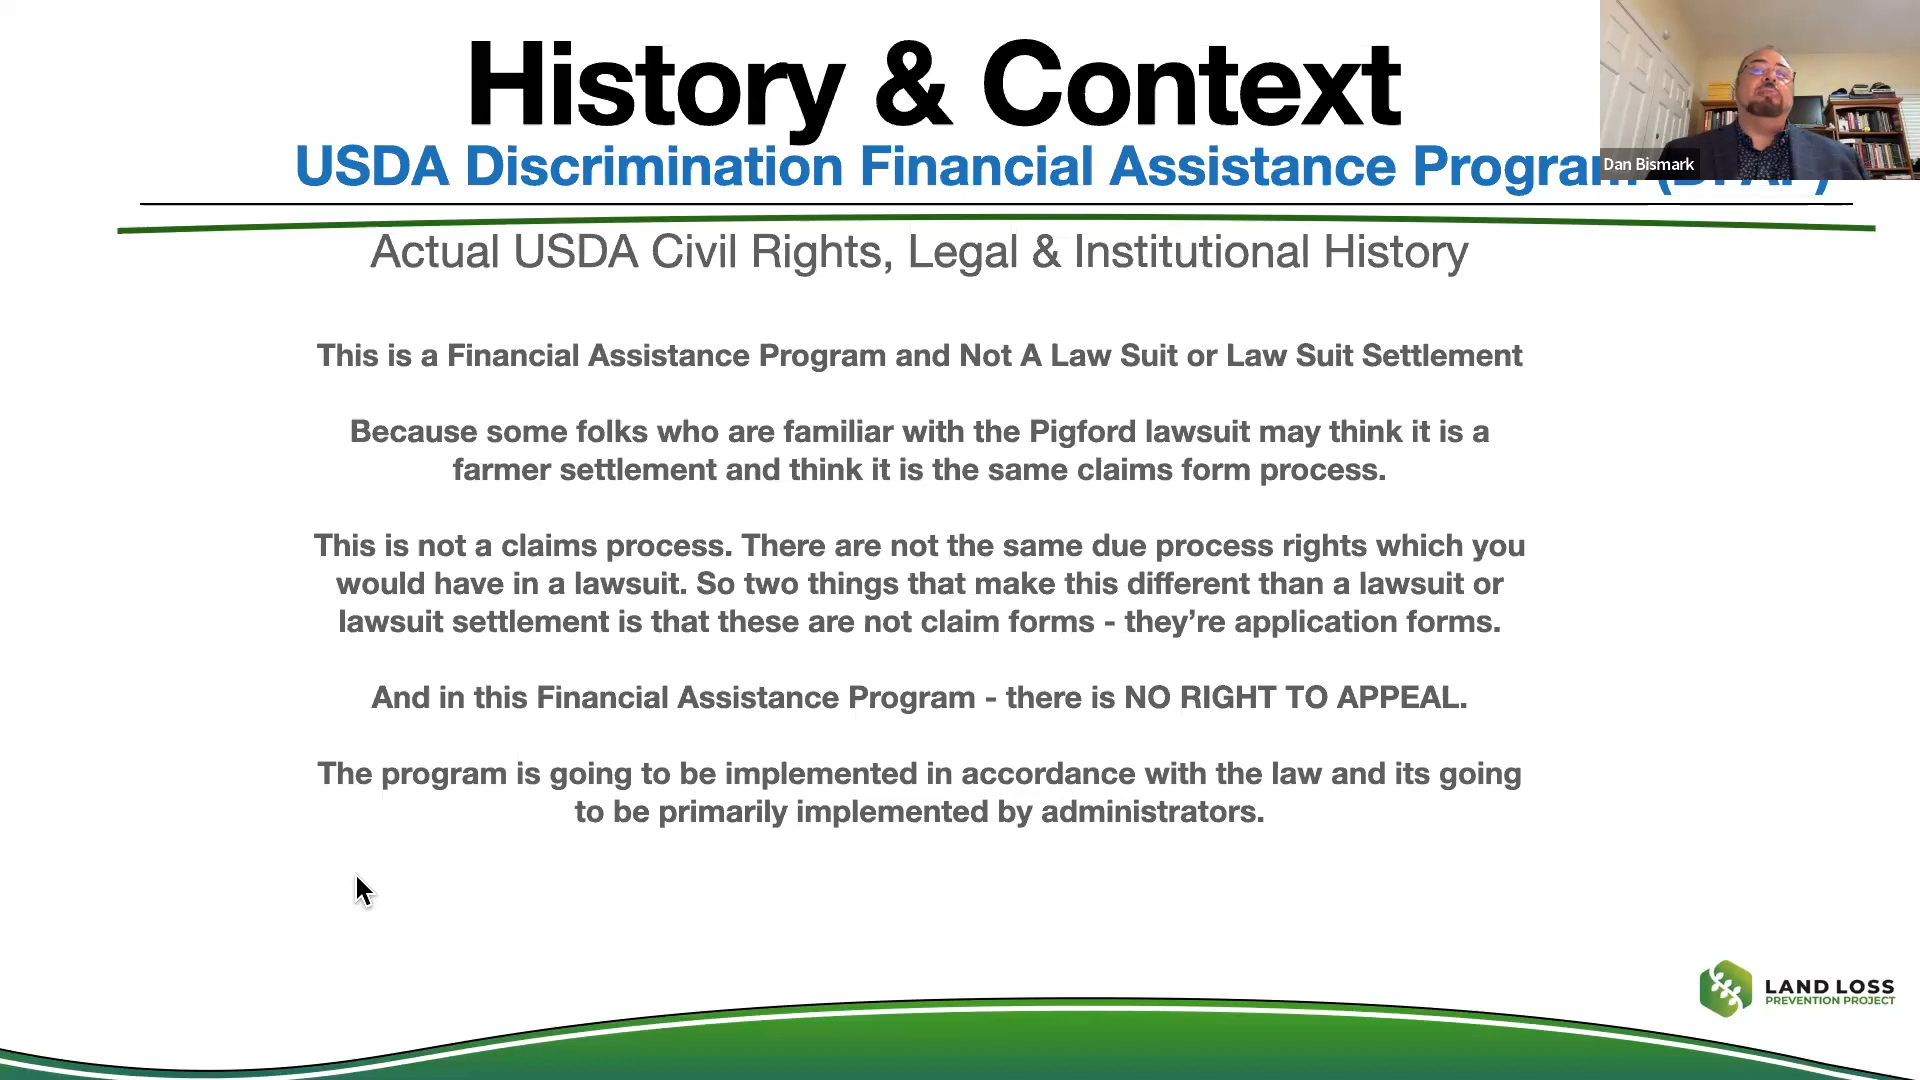 History & Context
USDA Discrimination Financial Assistance Program
Dan Bismark
Actual USDA Civil Rights, Legal & Institutional History
This is a Financial Assistance Program and Not A Law Suit or Law Suit Settlement
Because some folks who are familiar with the Pigford lawsuit may think it is a
farmer settlement and think it is the same claims form process.
This is not a claims process. There are not the same due process rights which you
would have in a lawsuit. So two things that make this different than a lawsuit or
lawsuit settlement is that these are not claim forms - they're application forms.
And in this Financial Assistance Program - there is NO RIGHT TO APPEAL.
The program is going to be implemented in accordance with the law and its going
to be primarily implemented by administrators.
LAND LOSS
PREVENTION PROJECT